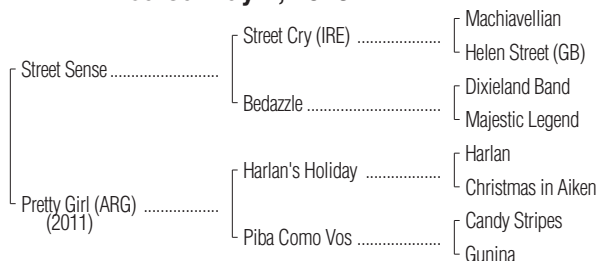 Machiavellian
Street Cry (IRE) ....................
Helen Street (GB)
Street Sense ..........................
Dixieland Band
Bedazzle ................................
Majestic Legend
Harlan
Harlan's Holiday ..................
Christmas in Aiken
Pretty Girl (ARG) ..................
(2011)
Candy Stripes
Piba Como Vos ....................
Gunina